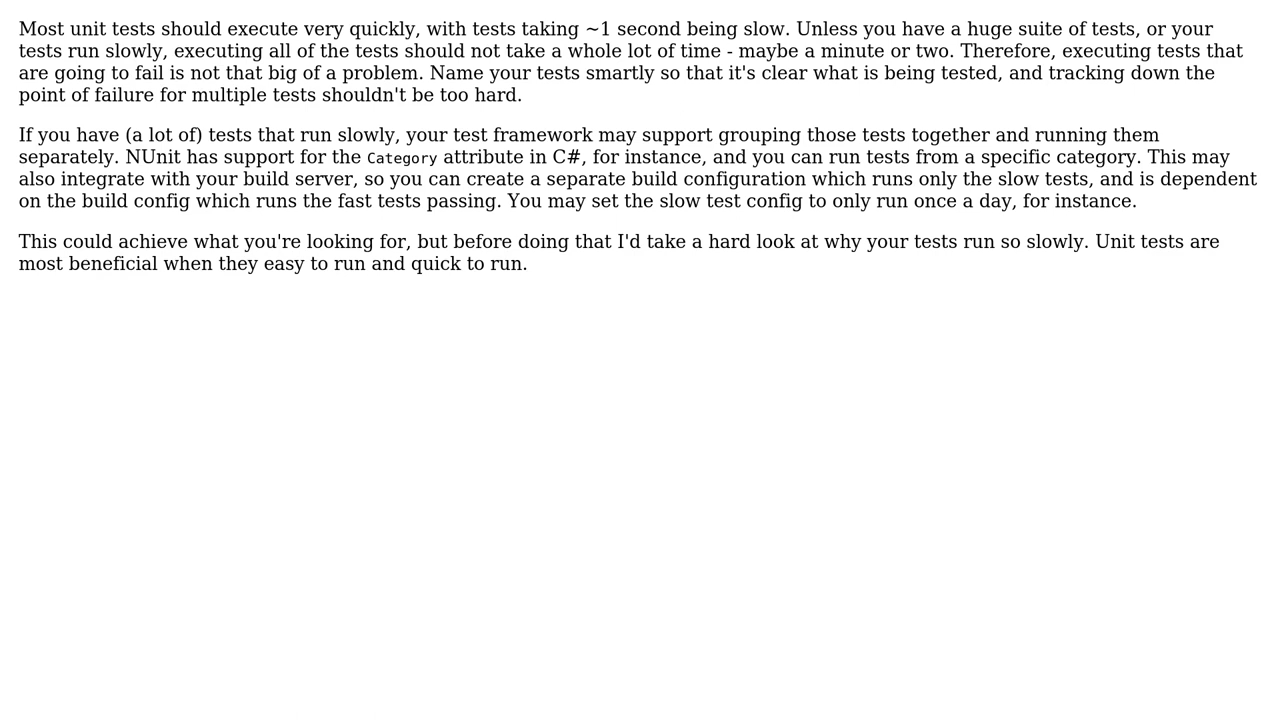 Most unit tests should execute very quickly, with tests taking ~1 second being slow. Unless you have a huge suite of tests, or your
tests run slowly, executing all of the tests should not take a whole lot of time - maybe a minute or two. Therefore, executing tests that
are going to fail is not that big of a problem. Name your tests smartly so that it's clear what is being tested, and tracking down the
point of failure for multiple tests shouldn't be too hard.
If you have (a lot of) tests that run slowly, your test framework may support grouping those tests together and running them
separately. NUnit has support for the Category attribute in C#, for instance, and you can run tests from a specific category. This may
also integrate with your build server, so you can create a separate build configuration which runs only the slow tests, and is dependent
on the build config which runs the fast tests passing. You may set the slow test config to only run once a day, for instance.
This could achieve what you're looking for, but before doing that I'd take a hard look at why your tests run so slowly. Unit tests are
most beneficial when they easy to run and quick to run.